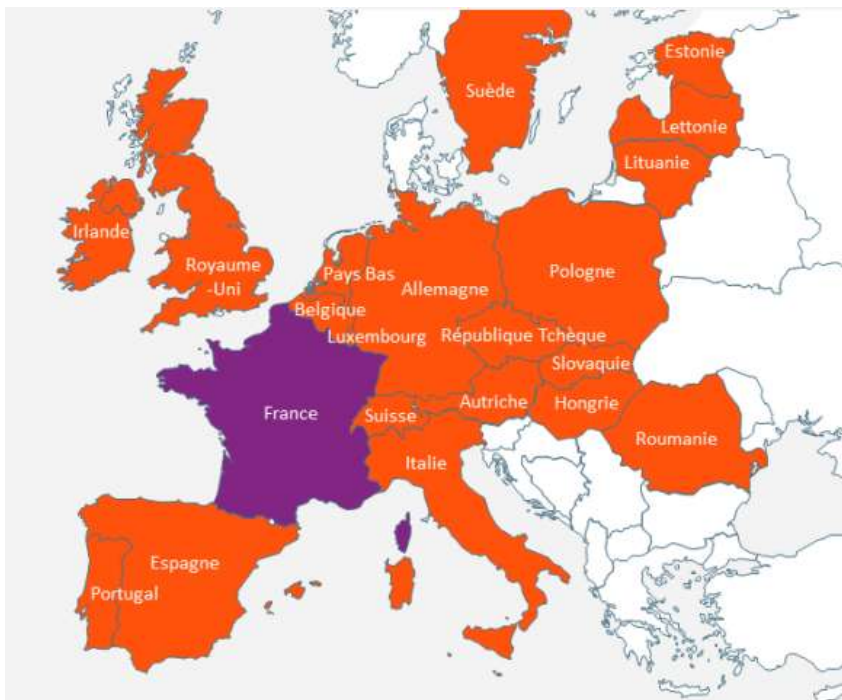 Estonie
Suède
Lettonie
Lituanie
Irlande
Royaume
-Uni
Pays Bas
Allemagne
Pologne
Belgique
Luxembourg
République Tchèque
Slovaquie
Autriche
Hongrie
France
Suisse
Roumanie
Italie
Espagne
Portugal